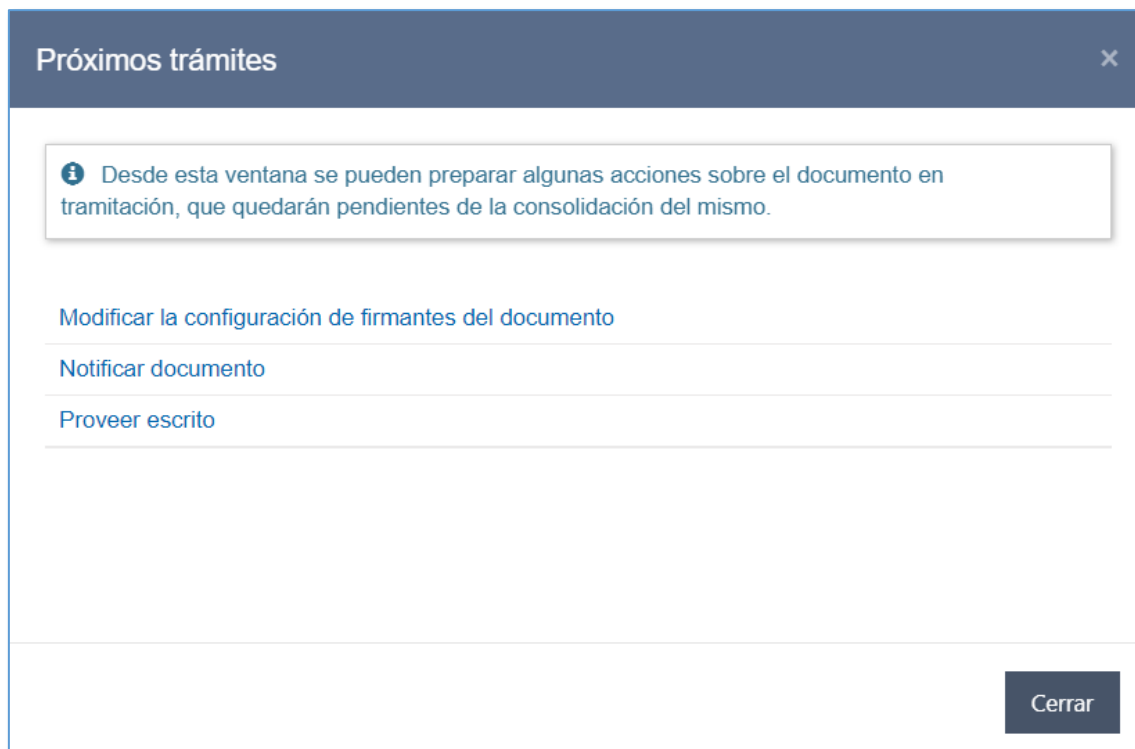 Próximos trámites ×
Desde esta ventana se pueden preparar algunas acciones sobre el documento en
tramitación, que quedarán pendientes de la consolidación del mismo.
Modificar la configuración de firmantes del documento
Notificar documento
Proveer escrito
Cerrar